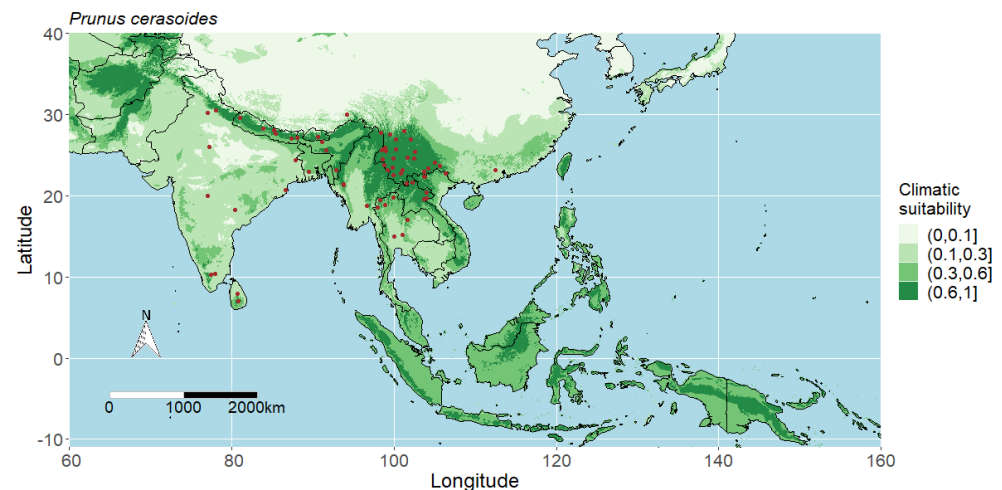 Prunus cerasoides
40
30
20
10
0
-10
Latitude
N
0 1000 2000km
60 80 100 120 140 160
Longitude
Climatic
suitability
(0,0.1]
(0.1,0.3]
(0.3,0.6]
(0.6,1]